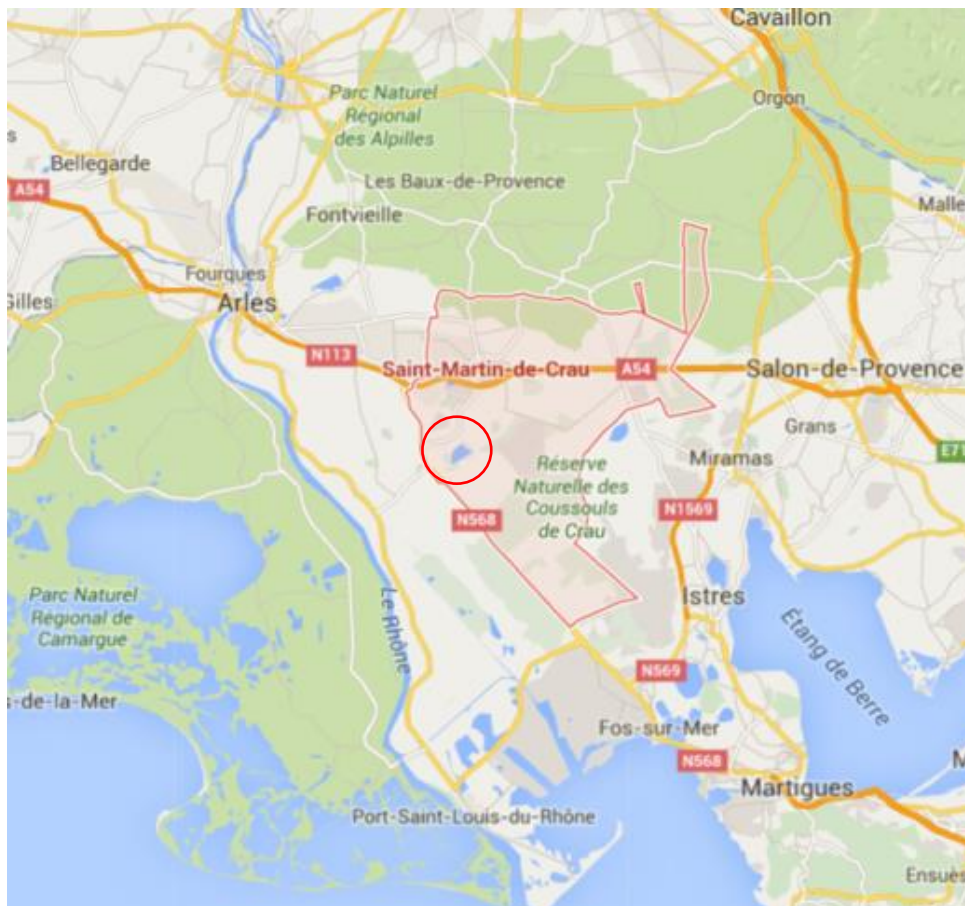 Cavaillon
Orgon
Parc Naturel
Régional
des Alpilles
Bellegarde
A54
Les Baux-de-Provence
Malle
Fontvieille
Fourques
Gilles
Arles
N113
Saint-Martin-de-Crau
A54
Salon-de-Provence
Grans
E71
Réserve
Naturelle des
Coussouls
de Crau
Miramas
N568
N1569
Parc Naturel
Régional de
Camargue
Le Rhône
Istres
Étang de Berre
N569
s-de-la-Mer
Fos-sur-Mer
N568
M
Martigues
Port-Saint-Louis-du-Rhône
Ensuès